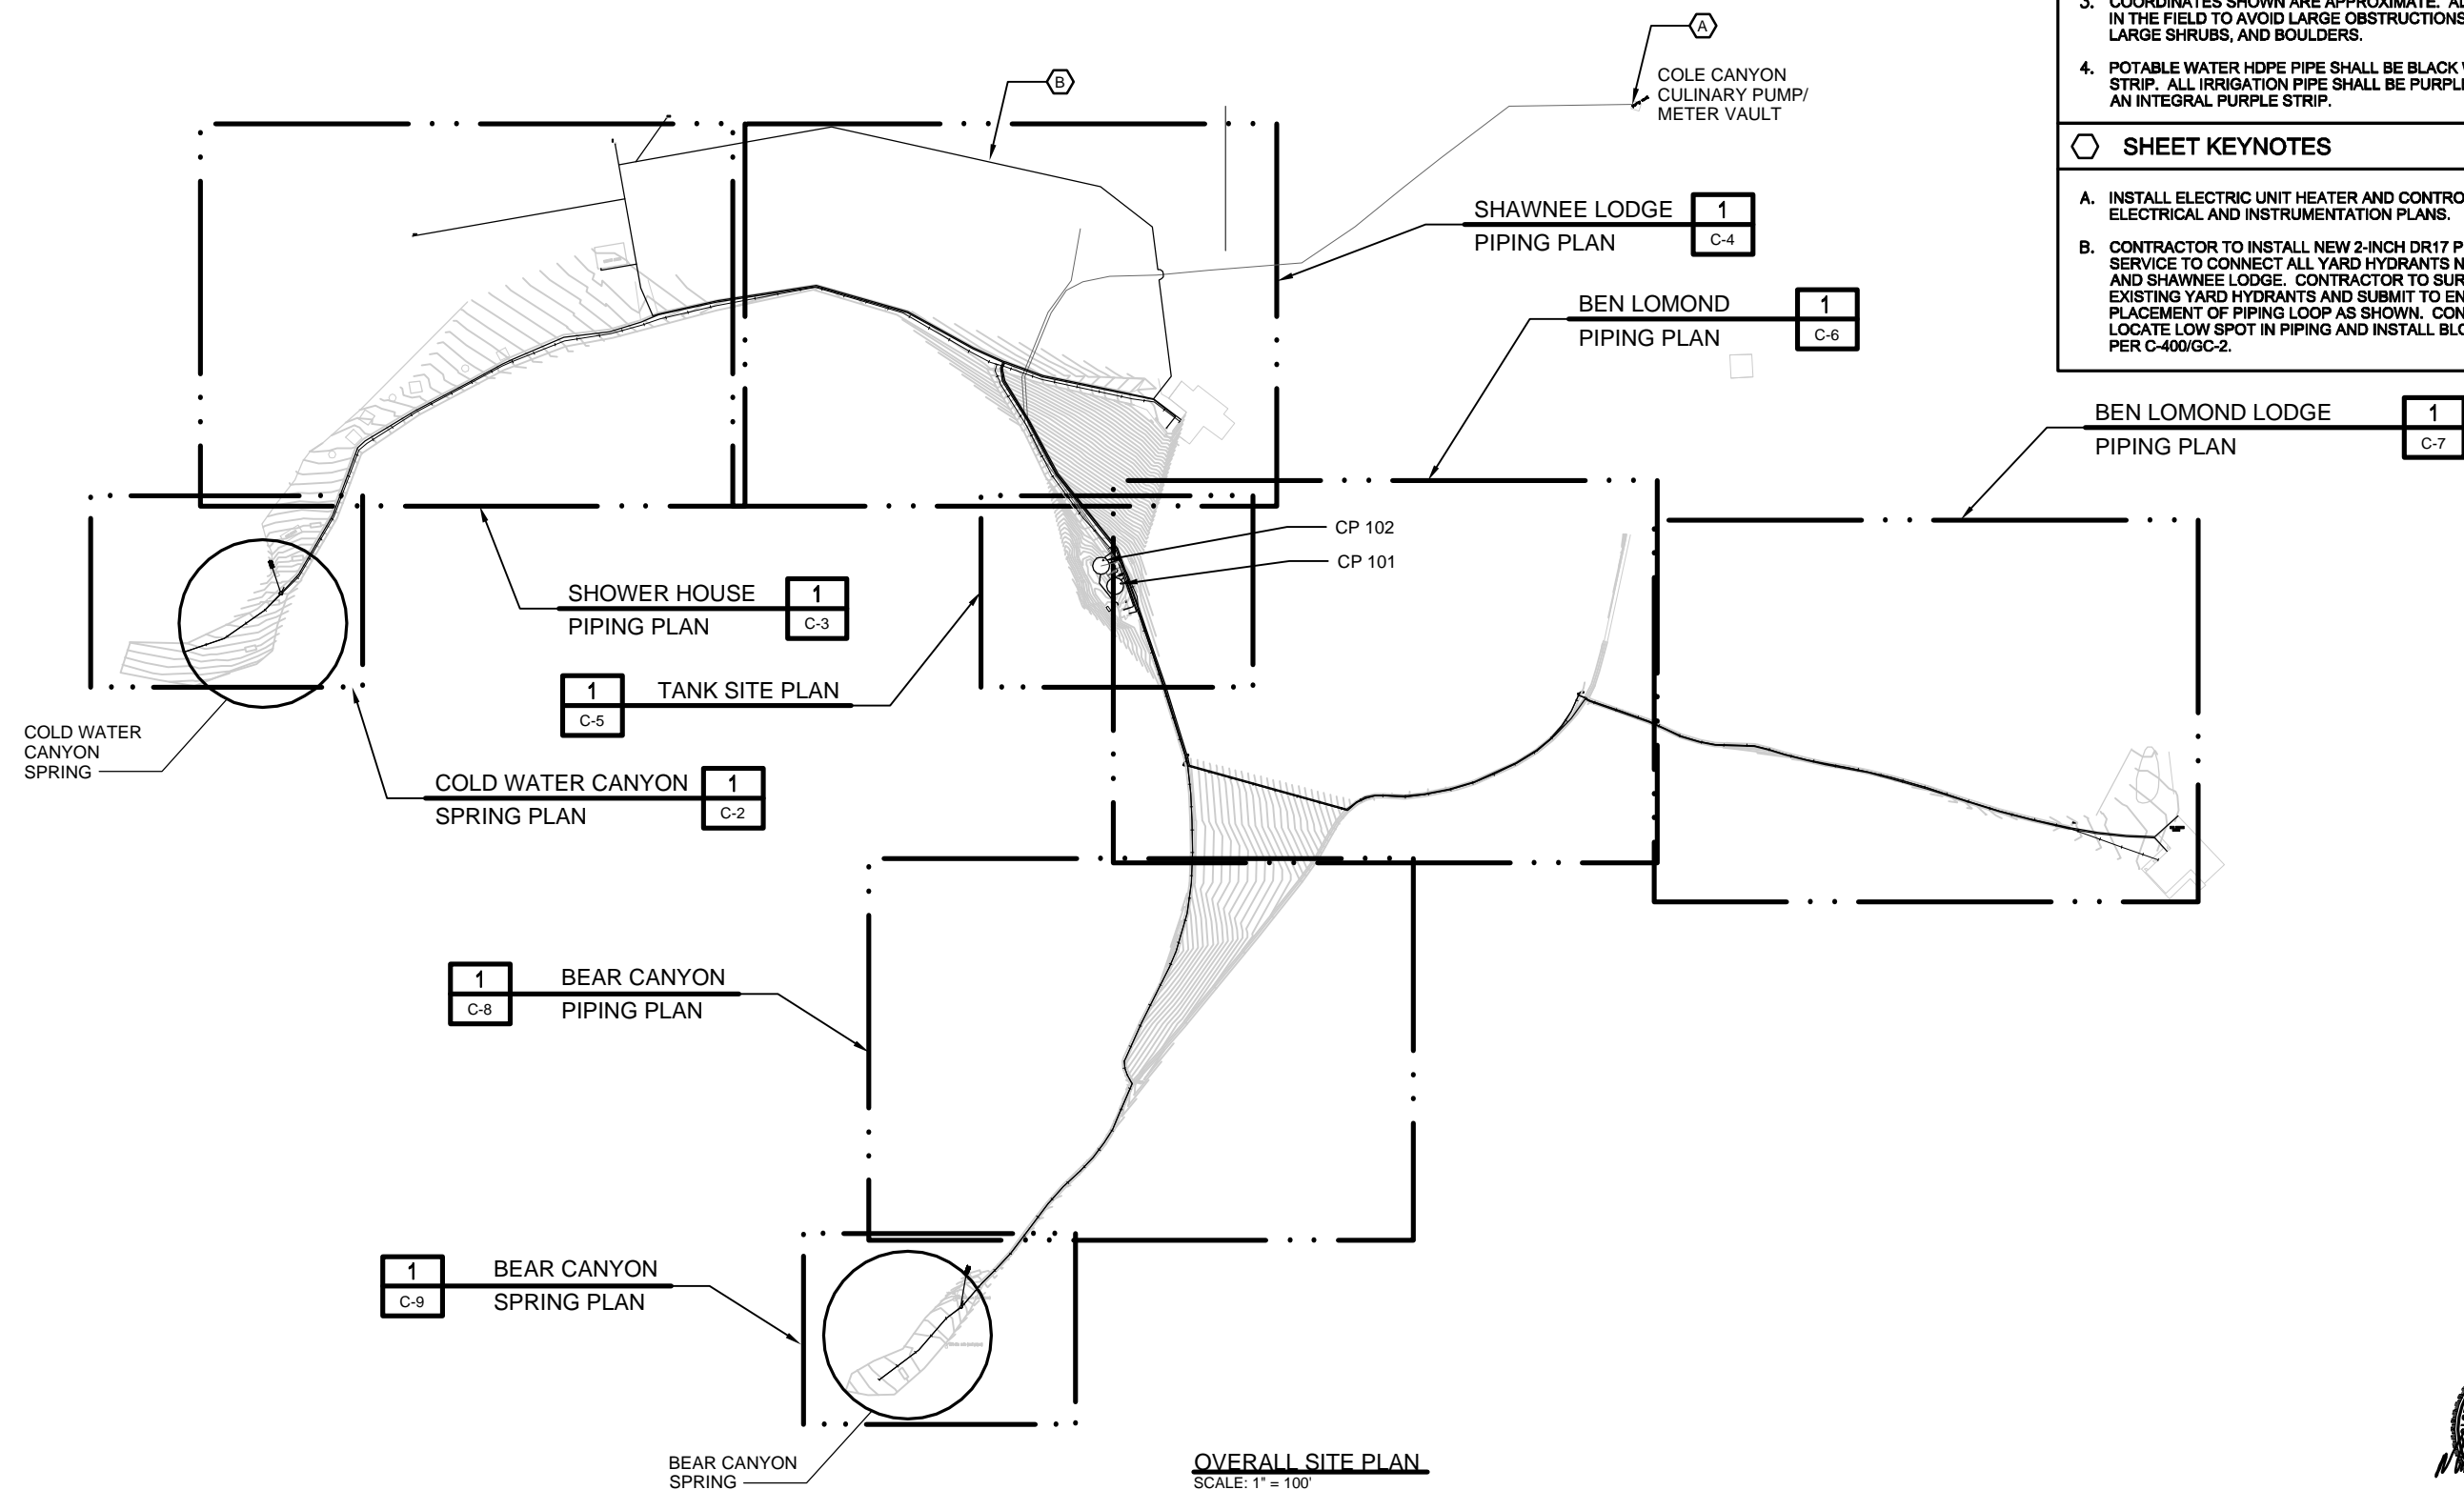 3. COORDINATES SHOWN ARE APPROXIMATE.
IN THE FIELD TO AVOID LARGE OBSTRUCTIONS
LARGE SHRUBS, AND BOULDERS.
4. POTABLE WATER HDPE PIPE SHALL BE BLACK
STRIP. ALL IRRIGATION PIPE SHALL BE PURPLE
AN INTEGRAL PURPLE STRIP.
SHEET KEYNOTES
A. INSTALL ELECTRIC UNIT HEATER AND
ELECTRICAL AND INSTRUMENTATION PLANS.
B. CONTRACTOR TO INSTALL NEW 2-INCH DR17
SERVICE TO CONNECT ALL YARD HYDRANTS
AND SHAWNEE LODGE. CONTRACTOR TO
EXISTING YARD HYDRANTS AND SUBMIT TO
PLACEMENT OF PIPING LOOP AS SHOWN.
LOCATE LOW SPOT IN PIPING AND INSTALL
PER C-400/GC-2.
A
COLE CANYON
CULINARY PUMP/
METER VAULT
B
SHAWNEE LODGE
PIPING PLAN
1
C-4
BEN LOMOND
PIPING PLAN
1
C-6
BEN LOMOND LODGE
PIPING PLAN
1
C-7
CP 102
CP 101
SHOWER HOUSE
PIPING PLAN
1
C-3
1
C-5
TANK SITE PLAN
COLD WATER
CANYON
SPRING
COLD WATER CANYON
SPRING PLAN
1
C-2
1
C-8
BEAR CANYON
PIPING PLAN
1
C-9
BEAR CANYON
SPRING PLAN
BEAR CANYON
SPRING
OVERALL SITE PLAN
SCALE: 1" = 100'